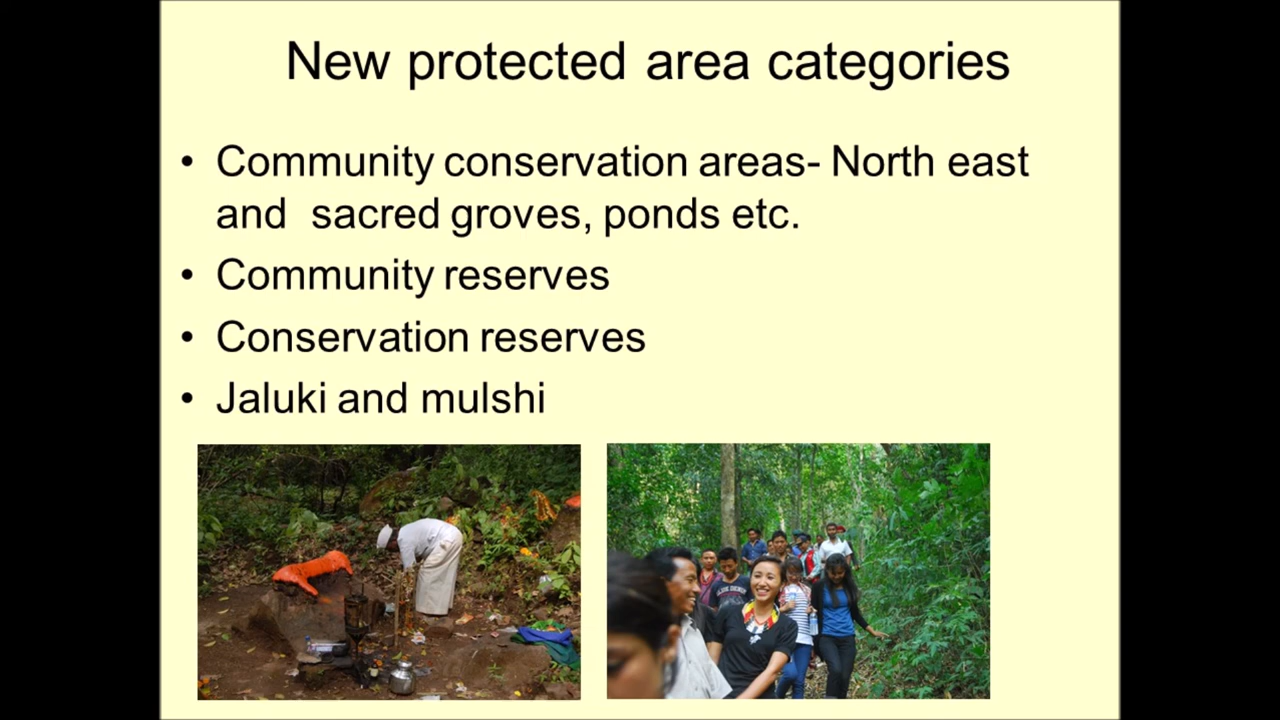 New protected area categories
• Community conservation areas- North east
and sacred groves, ponds etc.
• Community reserves
• Conservation reserves
• Jaluki and mulshi